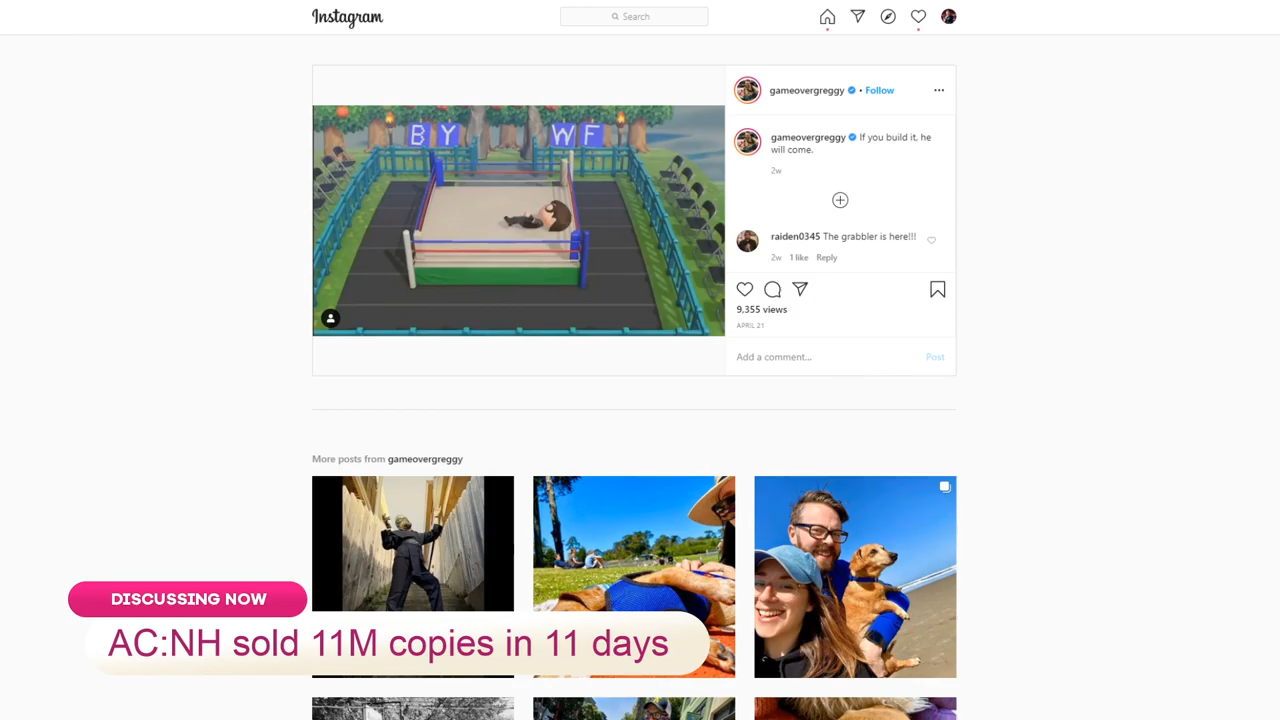 Instagram
Search
gameovergreggy • Follow
BY WF
gameovergreggy If you build it, he
will come.
2w
raiden0345 The grabbler is here!!!
2w 1 like Reply
9,355 views
APRIL 21
Add a comment... Post
More posts from gameovergreggy
DISCUSSING NOW
AC:NH sold 11M copies in 11 days